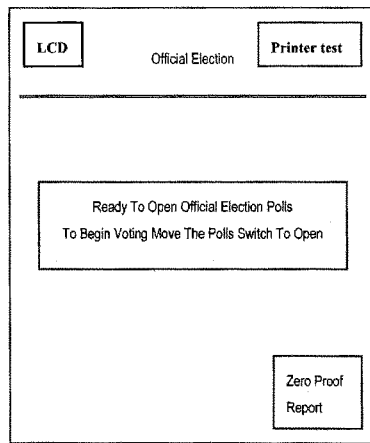 LCD
Official Election
Printer test
Ready To Open Official Election Polls
To Begin Voting Move The Polls Switch To Open
Zero Proof
Report